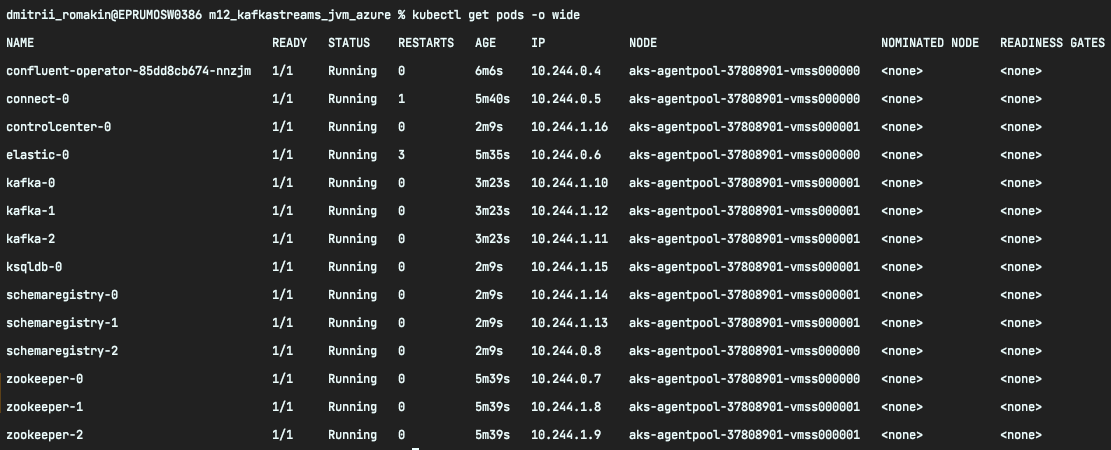 dmitrii_romakin@EPRUMOSW0386 m12_kafkastreams_jvm_azure % kubectl get pods -o wide
NAME READY STATUS RESTARTS AGE IP NODE NOMINATED NODE READINESS GATES
confluent-operator-85dd8cb674-nnzjm 1/1 Running 0 6m6s 10.244.0.4 aks-agentpool-37808901-vmss000000 <none> <none>
connect-0 1/1 Running 1 5m40s 10.244.0.5 aks-agentpool-37808901-vmss000000 <none> <none>
controlcenter-0 1/1 Running 0 2m9s 10.244.1.16 aks-agentpool-37808901-vmss000001 <none> <none>
elastic-0 1/1 Running 3 5m35s 10.244.0.6 aks-agentpool-37808901-vmss000000 <none> <none>
kafka-0 1/1 Running 0 3m23s 10.244.1.10 aks-agentpool-37808901-vmss000001 <none> <none>
kafka-1 1/1 Running 0 3m23s 10.244.1.12 aks-agentpool-37808901-vmss000001 <none> <none>
kafka-2 1/1 Running 0 3m23s 10.244.1.11 aks-agentpool-37808901-vmss000001 <none> <none>
ksqldb-0 1/1 Running 0 2m9s 10.244.1.15 aks-agentpool-37808901-vmss000001 <none> <none>
schemaregistry-0 1/1 Running 0 2m9s 10.244.1.14 aks-agentpool-37808901-vmss000001 <none> <none>
schemaregistry-1 1/1 Running 0 2m9s 10.244.1.13 aks-agentpool-37808901-vmss000001 <none> <none>
schemaregistry-2 1/1 Running 0 2m9s 10.244.0.8 aks-agentpool-37808901-vmss000000 <none> <none>
zookeeper-0 1/1 Running 0 5m39s 10.244.0.7 aks-agentpool-37808901-vmss000000 <none> <none>
zookeeper-1 1/1 Running 0 5m39s 10.244.1.8 aks-agentpool-37808901-vmss000001 <none> <none>
zookeeper-2 1/1 Running 0 5m39s 10.244.1.9 aks-agentpool-37808901-vmss000001 <none> <none>